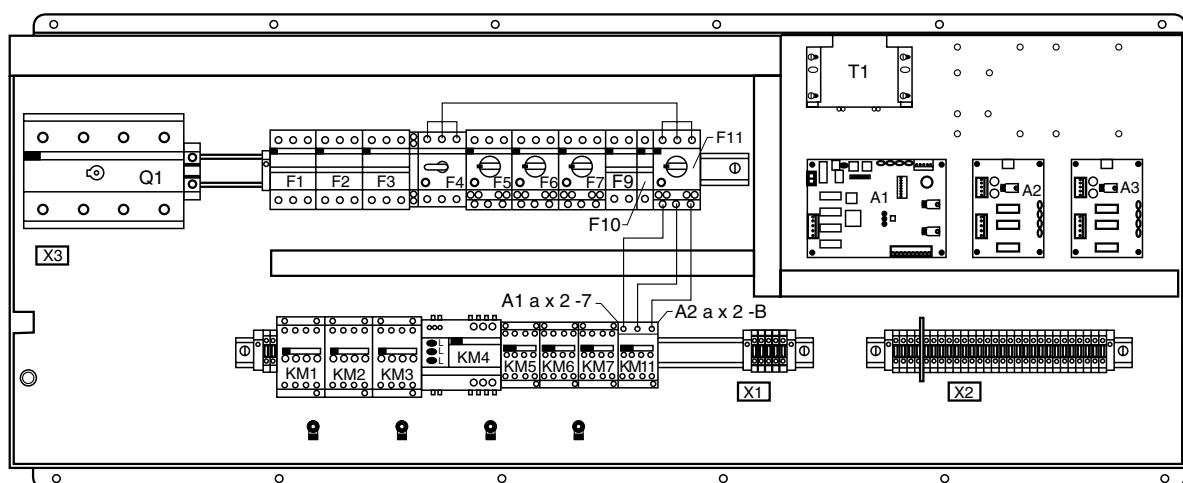 T1
F11
Q1
F1 F2 F3 F4 F5 F6 F7 F9
A1 A2 A3
F10
X3
A1 a x 2 -7
A2 a x 2 -B
L
L
L
KM1 KM2 KM3 KM4 KM5 KM6 KM7 KM11
X1
X2